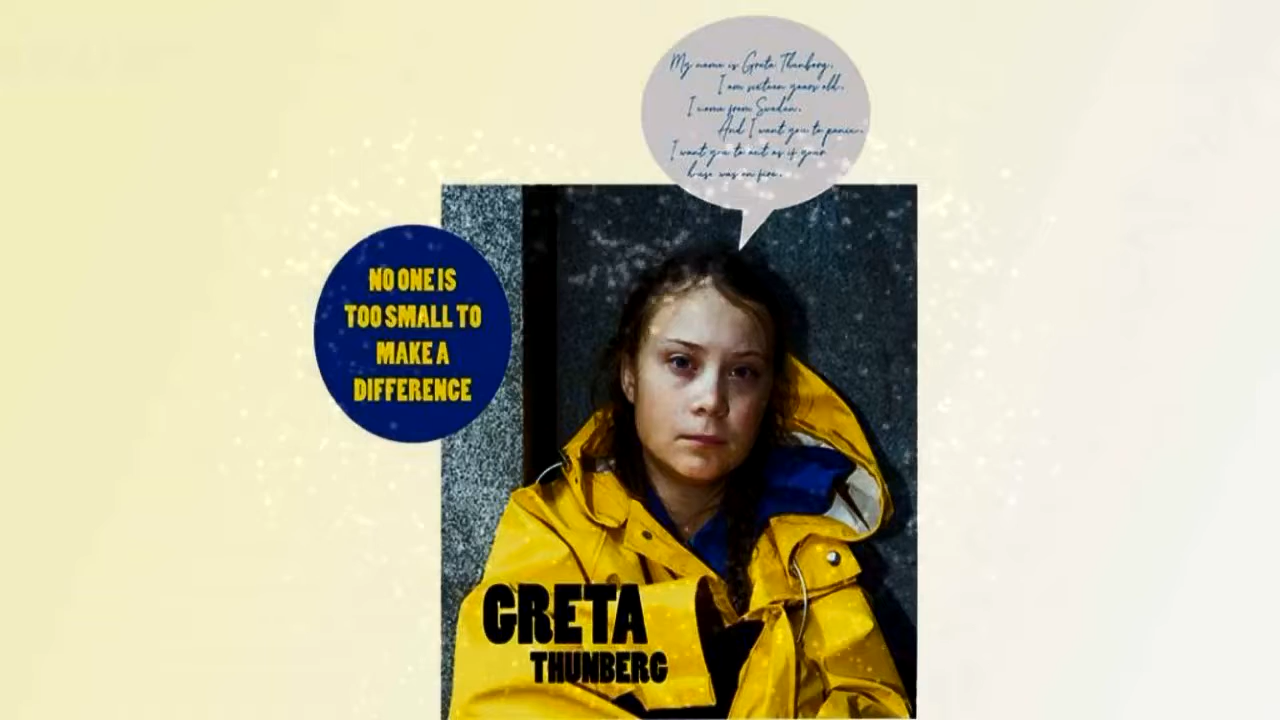 My name is Greta Thunberg.
I am sixteen years old.
I come from Sweden.
And I want you to panic.
I want you to act as if your
house was on fire.
NO ONE IS
TOO SMALL TO
MAKE A
DIFFERENCE
GRETA
THUNBERG